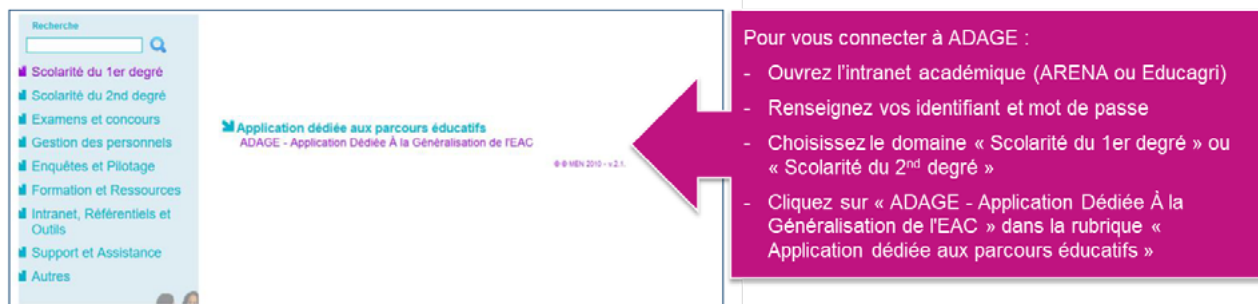 Recherche
Scolarité du 1er degré
Scolarité du 2nd degré
Examens et concours
Gestion des personnels
Enquêtes et Pilotage
Formation et Ressources
Intranet, Référentiels et
Outils
Support et Assistance
Autres
Application dédiée aux parcours éducatifs
ADAGE - Application Dédiée À la Généralisation de l'EAC
© MEN 2010 - v.2.1.
Pour vous connecter à ADAGE :
- Ouvrez l'intranet académique (ARENA ou Educagri)
- Renseignez vos identifiant et mot de passe
- Choisissez le domaine « Scolarité du 1er degré » ou
« Scolarité du 2nd degré »
- Cliquez sur « ADAGE - Application Dédiée À la
Généralisation de l'EAC » dans la rubrique «
Application dédiée aux parcours éducatifs »